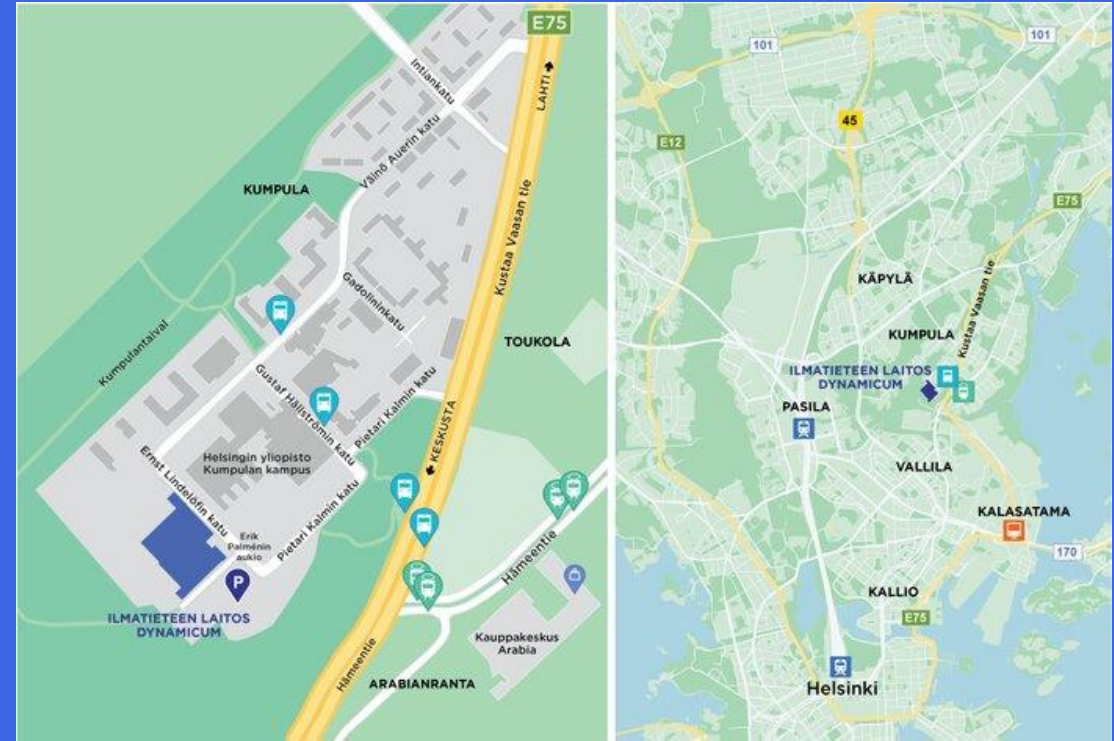 E75
LAHTI
Intiankatu
Väinö Auerin katu
KUMPULA
Kustaa Vaasan tie
Gadolininkatu
TOUKOLA
Kumpulantaival
Gustaf Hällströmin katu
Pietari Kalmin katu
KESKUSTA
Helsingin yliopisto
Kumpulan kampus
Ernst Lindelöfin katu
Pietari Kalmin katu
Erik
Palménin
aukio
P
Hämeentie
ILMATIETEEN LAITOS
DYNAMICUM
Kauppakeskus
Arabia
Hämeentie
ARABIANRANTA
101
101
45
E12
E75
KÄPYLÄ
KUMPULA
Kustaa Vaasan tie
ILMATIETEEN LAITOS
DYNAMICUM
PASILA
VALLILA
KALASATAMA
170
KALLIO
E75
Helsinki